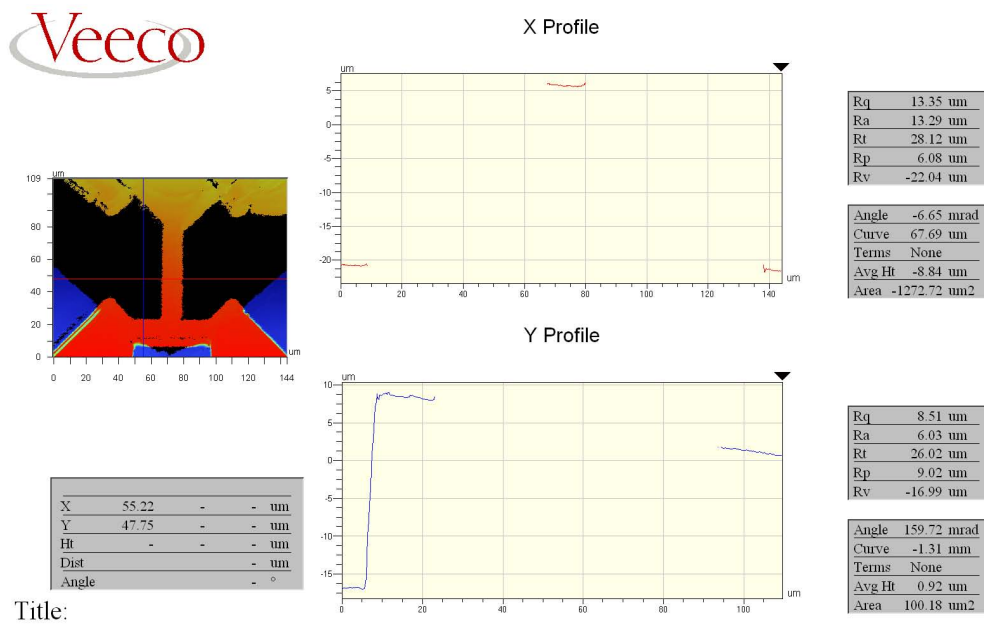 Veeco
X Profile
um
5
0
-5
-10
-15
-20
0 20 40 60 80 100 120 140
um
Rq 13.35 um
Ra 13.29 um
Rt 28.12 um
Rp 6.08 um
Rv -22.04 um
Angle -6.65 mrad
Curve 67.69 um
Terms None
Avg Ht -8.84 um
Area -1272.72 um2
um
109
80
60
40
20
0
um
0 20 40 60 80 100 120 144
Y Profile
um
10
5
0
-5
-10
-15
0 20 40 60 80 100
um
Rq 8.51 um
Ra 6.03 um
Rt 26.02 um
Rp 9.02 um
Rv -16.99 um
Angle 159.72 mrad
Curve -1.31 mm
Terms None
Avg Ht 0.92 um
Area 100.18 um2
X 55.22 - - um
Y 47.75 - - um
Ht - - - um
Dist - um
Angle - °
Title: